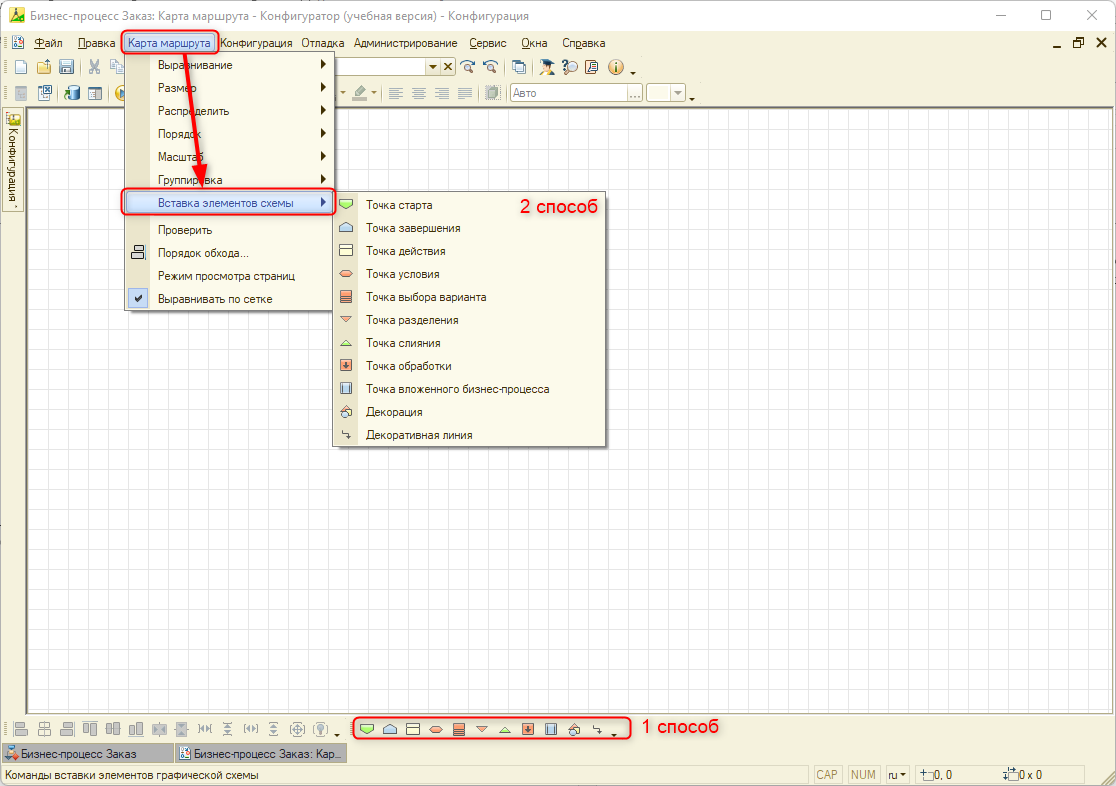 Бизнес-процесс Заказ: Карта маршрута - Конфигуратор (учебная версия) - Конфигурация
Файл Правка Карта маршрута Конфигурация Отладка Администрирование Сервис Окна Справка
Авто
Конфигурация
Выравнивание
Размер
Распределить
Порядок
Масштаб
Группировка
Вставка элементов схемы
Проверить
Порядок обхода...
Режим просмотра страниц
Выравнивать по сетке
2 способ
Точка старта
Точка завершения
Точка действия
Точка условия
Точка выбора варианта
Точка разделения
Точка слияния
Точка обработки
Точка вложенного бизнес-процесса
Декорация
Декоративная линия
1 способ
Бизнес-процесс Заказ
Бизнес-процесс Заказ: Кар...
Команды вставки элементов графической схемы
CAP NUM ru 0, 0 0 x 0